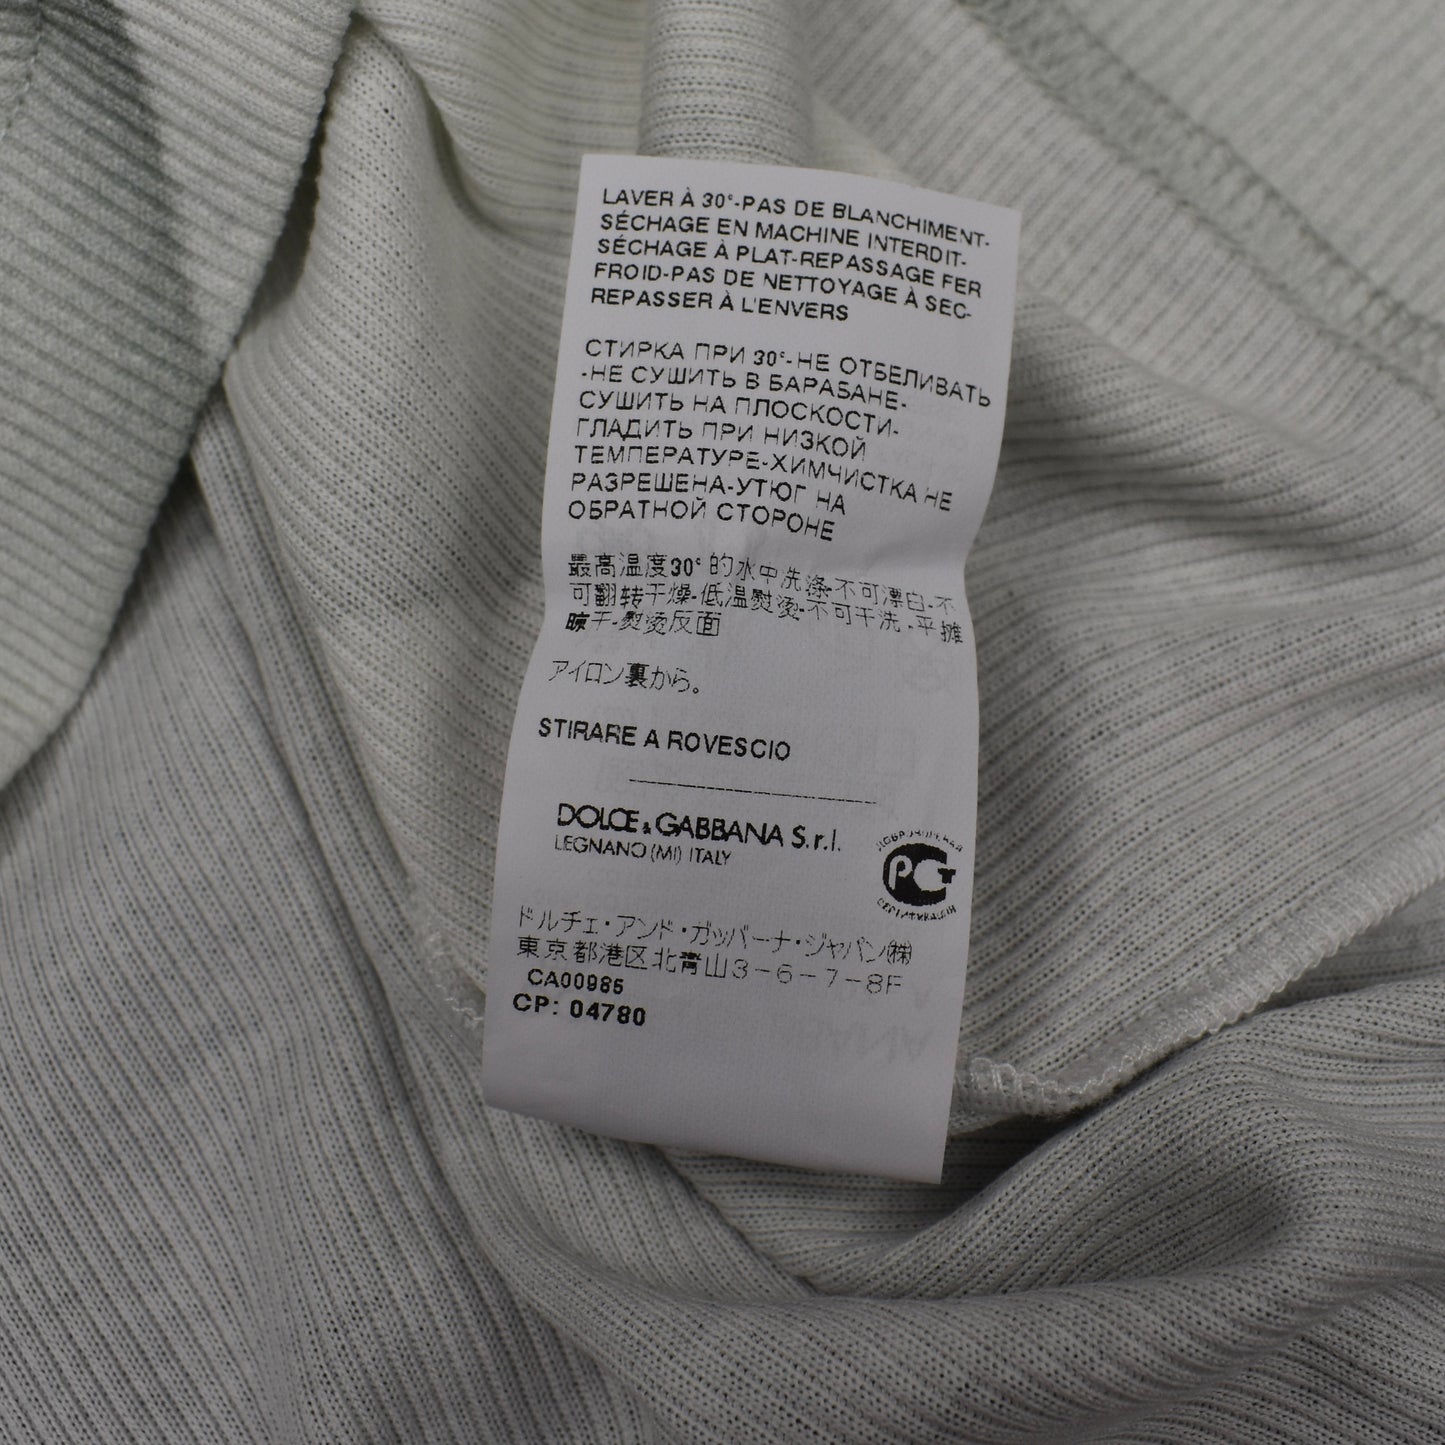 LAVER À 30°-PAS DE BLANCHIMENT-
SÉCHAGE EN MACHINE INTERDIT-
SÉCHAGE À PLAT-REPASSAGE FER
FROID-PAS DE NETTOYAGE À SEC-
REPASSER À L'ENVERS
СТИРКА ПРИ 30°-НЕ ОТБЕЛИВАТЬ
-НЕ СУШИТЬ В БАРАБАНЕ-
СУШИТЬ НА ПЛОСКОСТИ-
ГЛАДИТЬ ПРИ НИЗКОЙ
ТЕМПЕРАТУРЕ-ХИМЧИСТКА НЕ
РАЗРЕШЕНА-УТЮГ НА
ОБРАТНОЙ СТОРОНЕ
最高温度30°的水中洗涤-不可漂白-不
可翻转干燥-低温熨烫-不可干洗-平摊
晾干-熨烫反面
アイロン裏から。
STIRARE A ROVESCIO
DOLCE & GABBANA S.r.l.
LEGNANO (MI) ITALY
РСТ
ドルチェ・アンド・ガッバーナ・ジャパン(株)
東京都港区北青山3-6-7-8F
CA00985
CP: 04780